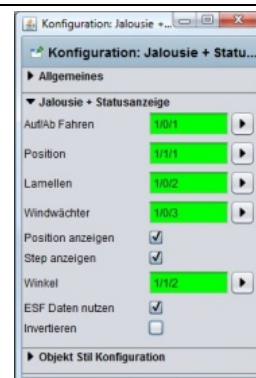 Konfiguration: Jalousie +...
Konfiguration: Jalousie + Statu...
Allgemeines
Jalousie + Statusanzeige
Auf/Ab Fahren 1/0/1
Position 1/1/1
Lamellen 1/0/2
Windwächter 1/0/3
Position anzeigen
Step anzeigen
Winkel 1/1/2
ESF Daten nutzen
Invertieren
Objekt Stil Konfiguration